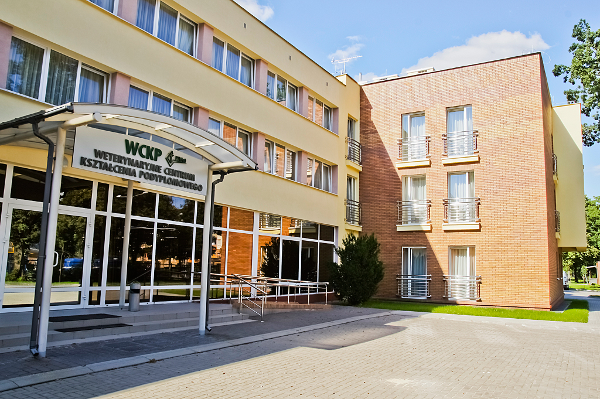 WCKP
WETERYNARYJNE CENTRUM
KSZTAŁCENIA PODYPLOMOWEGO